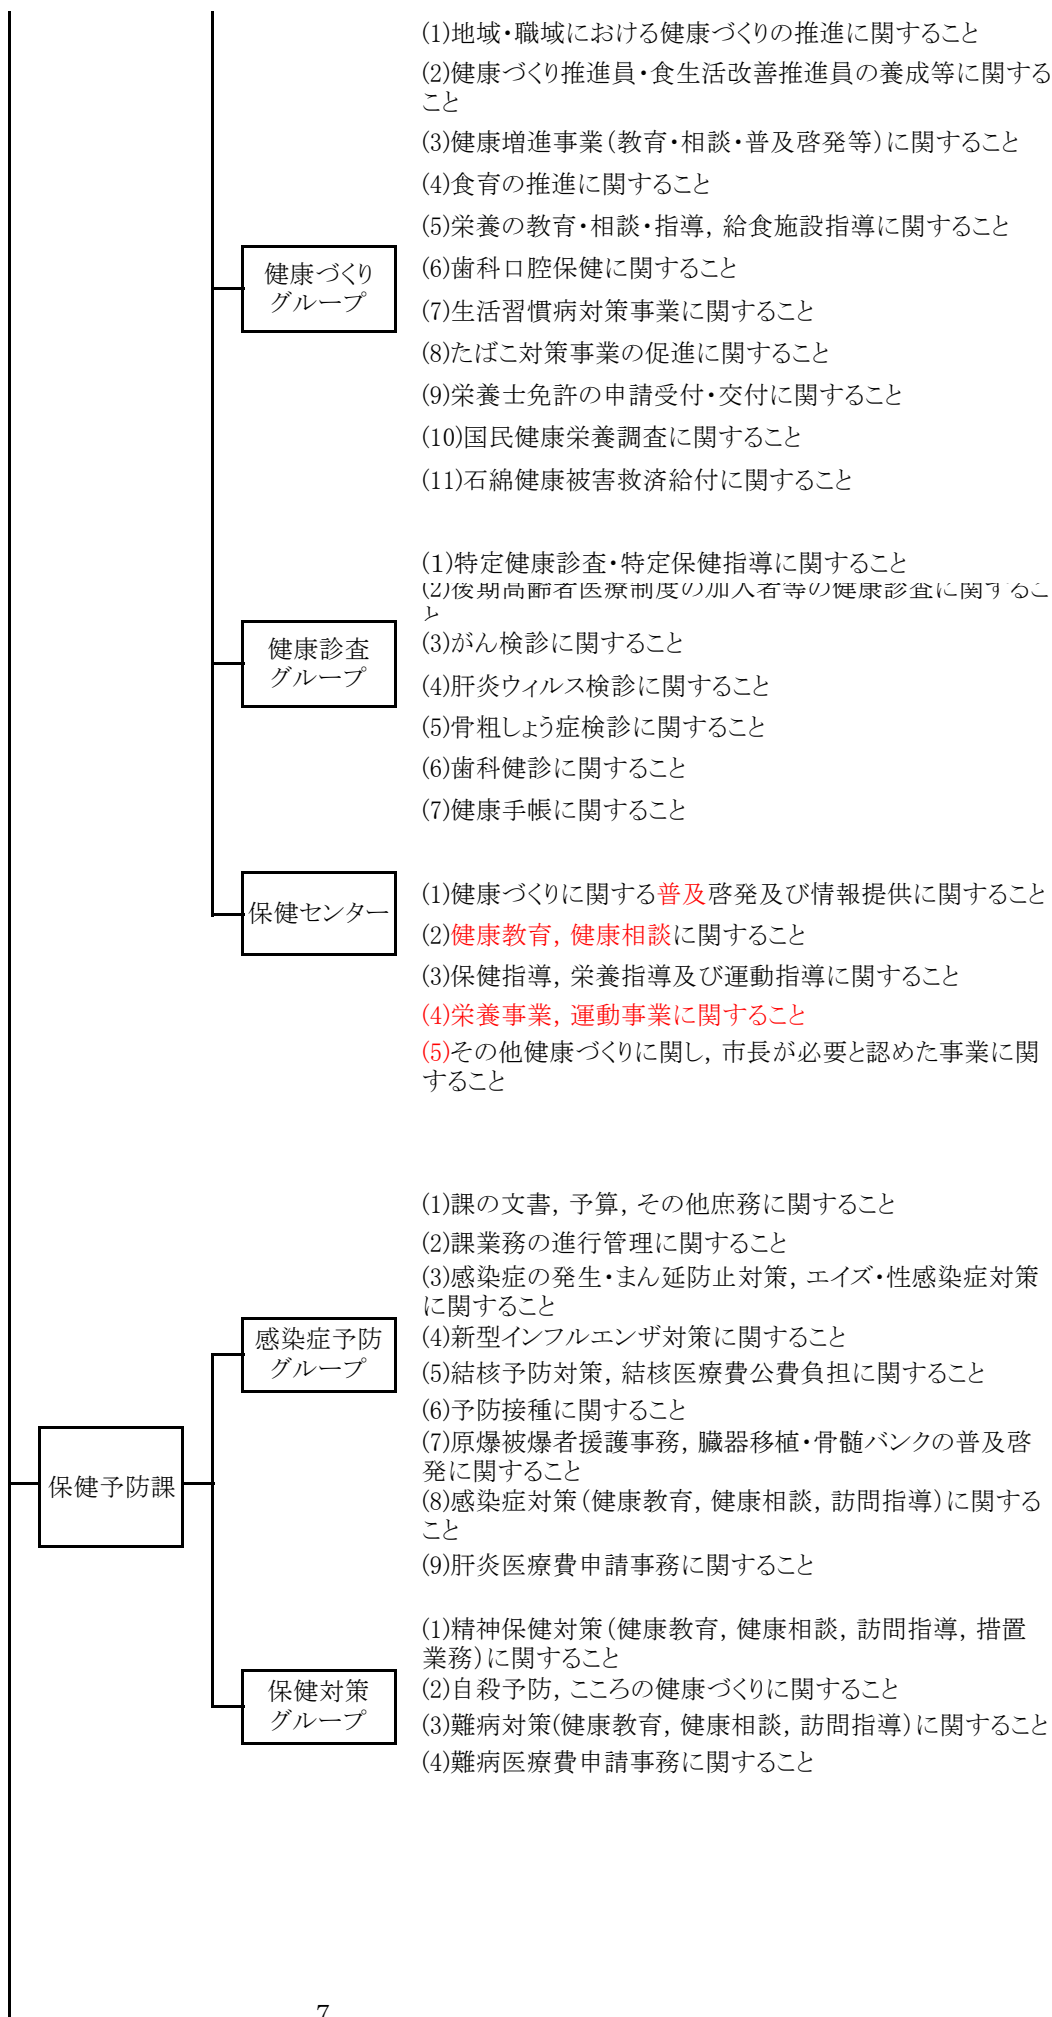 (1)地域・職域における健康づくりの推進に関すること
(2)健康づくり推進員・食生活改善推進員の養成等に関する
こと
(3)健康増進事業(教育・相談・普及啓発等)に関すること
(4)食育の推進に関すること
(5)栄養の教育・相談・指導, 給食施設指導に関すること
健康づくり
グループ
(6)歯科口腔保健に関すること
(7)生活習慣病対策事業に関すること
(8)たばこ対策事業の促進に関すること
(9)栄養士免許の申請受付・交付に関すること
(10)国民健康栄養調査に関すること
(11)石綿健康被害救済給付に関すること
(1)特定健康診査・特定保健指導に関すること
(2)後期高齢者医療制度の加入者等の健康診査に関するこ
と
健康診査
グループ
(3)がん検診に関すること
(4)肝炎ウィルス検診に関すること
(5)骨粗しょう症検診に関すること
(6)歯科健診に関すること
(7)健康手帳に関すること
保健センター
(1)健康づくりに関する普及啓発及び情報提供に関すること
(2)健康教育, 健康相談に関すること
(3)保健指導, 栄養指導及び運動指導に関すること
(4)栄養事業, 運動事業に関すること
(5)その他健康づくりに関し, 市長が必要と認めた事業に関
すること
保健予防課
感染症予防
グループ
(1)課の文書, 予算, その他庶務に関すること
(2)課業務の進行管理に関すること
(3)感染症の発生・まん延防止対策, エイズ・性感染症対策
に関すること
(4)新型インフルエンザ対策に関すること
(5)結核予防対策, 結核医療費公費負担に関すること
(6)予防接種に関すること
(7)原爆被爆者援護事務, 臓器移植・骨髄バンクの普及啓
発に関すること
(8)感染症対策(健康教育, 健康相談, 訪問指導)に関する
こと
(9)肝炎医療費申請事務に関すること
保健対策
グループ
(1)精神保健対策(健康教育, 健康相談, 訪問指導, 措置
業務)に関すること
(2)自殺予防, こころの健康づくりに関すること
(3)難病対策(健康教育, 健康相談, 訪問指導)に関すること
(4)難病医療費申請事務に関すること
7